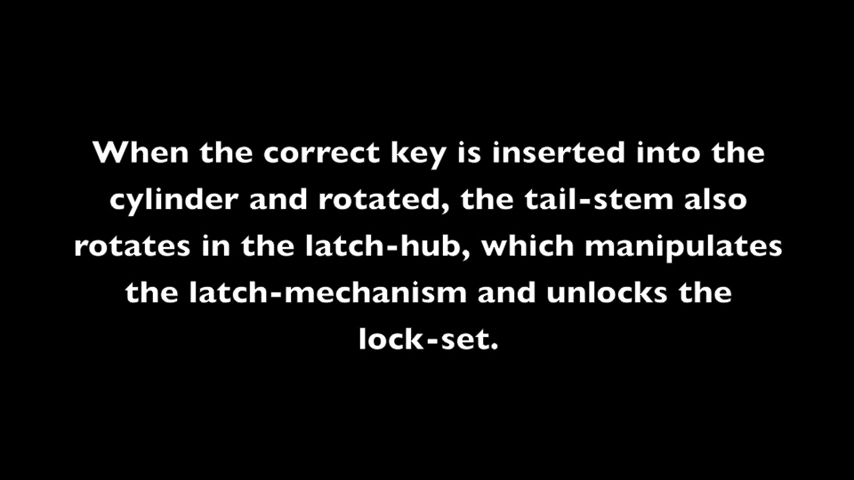 When the correct key is inserted into the
cylinder and rotated, the tail-stem also
rotates in the latch-hub, which manipulates
the latch-mechanism and unlocks the
lock-set.